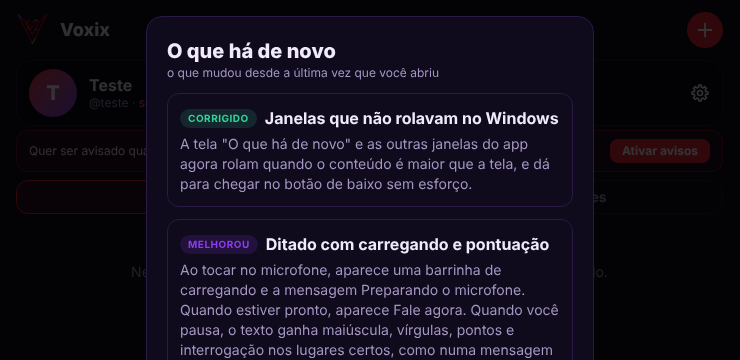 Voxix
T
Teste
@teste · s
Quer ser avisado qua
Ativar avisos
es
Ne
o.
O que há de novo
o que mudou desde a última vez que você abriu
CORRIGIDO Janelas que não rolavam no Windows
A tela "O que há de novo" e as outras janelas do app
agora rolam quando o conteúdo é maior que a tela, e dá
para chegar no botão de baixo sem esforço.
MELHOROU Ditado com carregando e pontuação
Ao tocar no microfone, aparece uma barrinha de
carregando e a mensagem Preparando o microfone.
Quando estiver pronto, aparece Fale agora. Quando você
pausa, o texto ganha maiúscula, vírgulas, pontos e
interrogação nos lugares certos, como numa mensagem